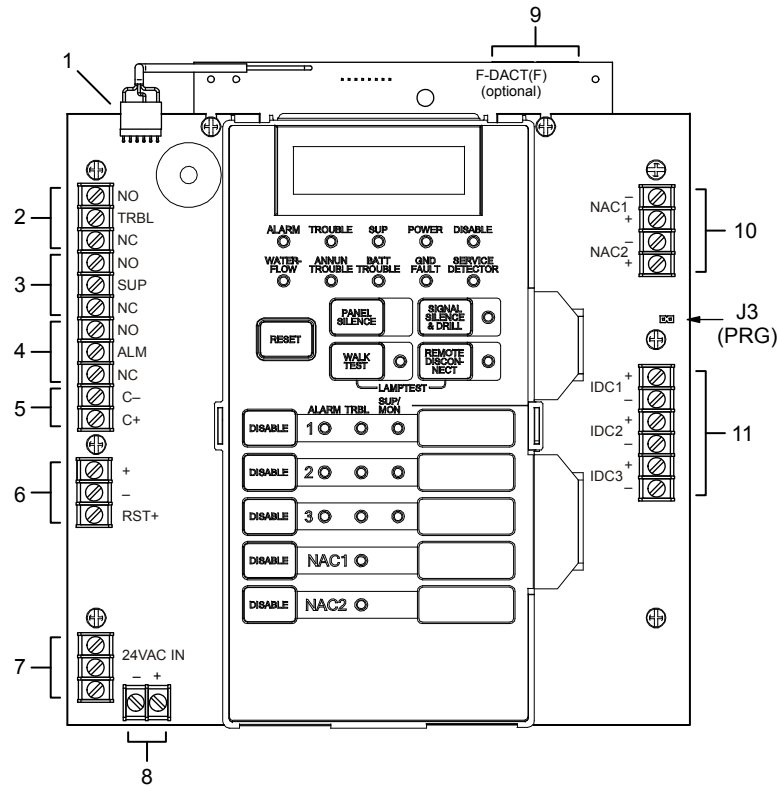 9
1
F-DACT(F)
(optional)
NO
2
TRBL
NC
NO
3
SUP
NC
NO
4
ALM
NC
5
C–
C+
+
6
–
RST+
7
24VAC IN
– +
8
ALARM TROUBLE SUP POWER DISABLE
WATER-
FLOW
ANNUN
TROUBLE
BATT
TROUBLE
GND
FAULT
SERVICE
DETECTOR
PANEL
SILENCE
SIGNAL
SILENCE
& DRILL
RESET
WALK
TEST
REMOTE
DISCON-
NECT
LAMPTEST
ALARM TRBL SUP/
MON
DISABLE 1
DISABLE 2
DISABLE 3
DISABLE NAC1
DISABLE NAC2
–
NAC1
+
10
–
NAC2
+
J3
(PRG)
+
IDC1
–
+
IDC2
–
11
+
IDC3
–